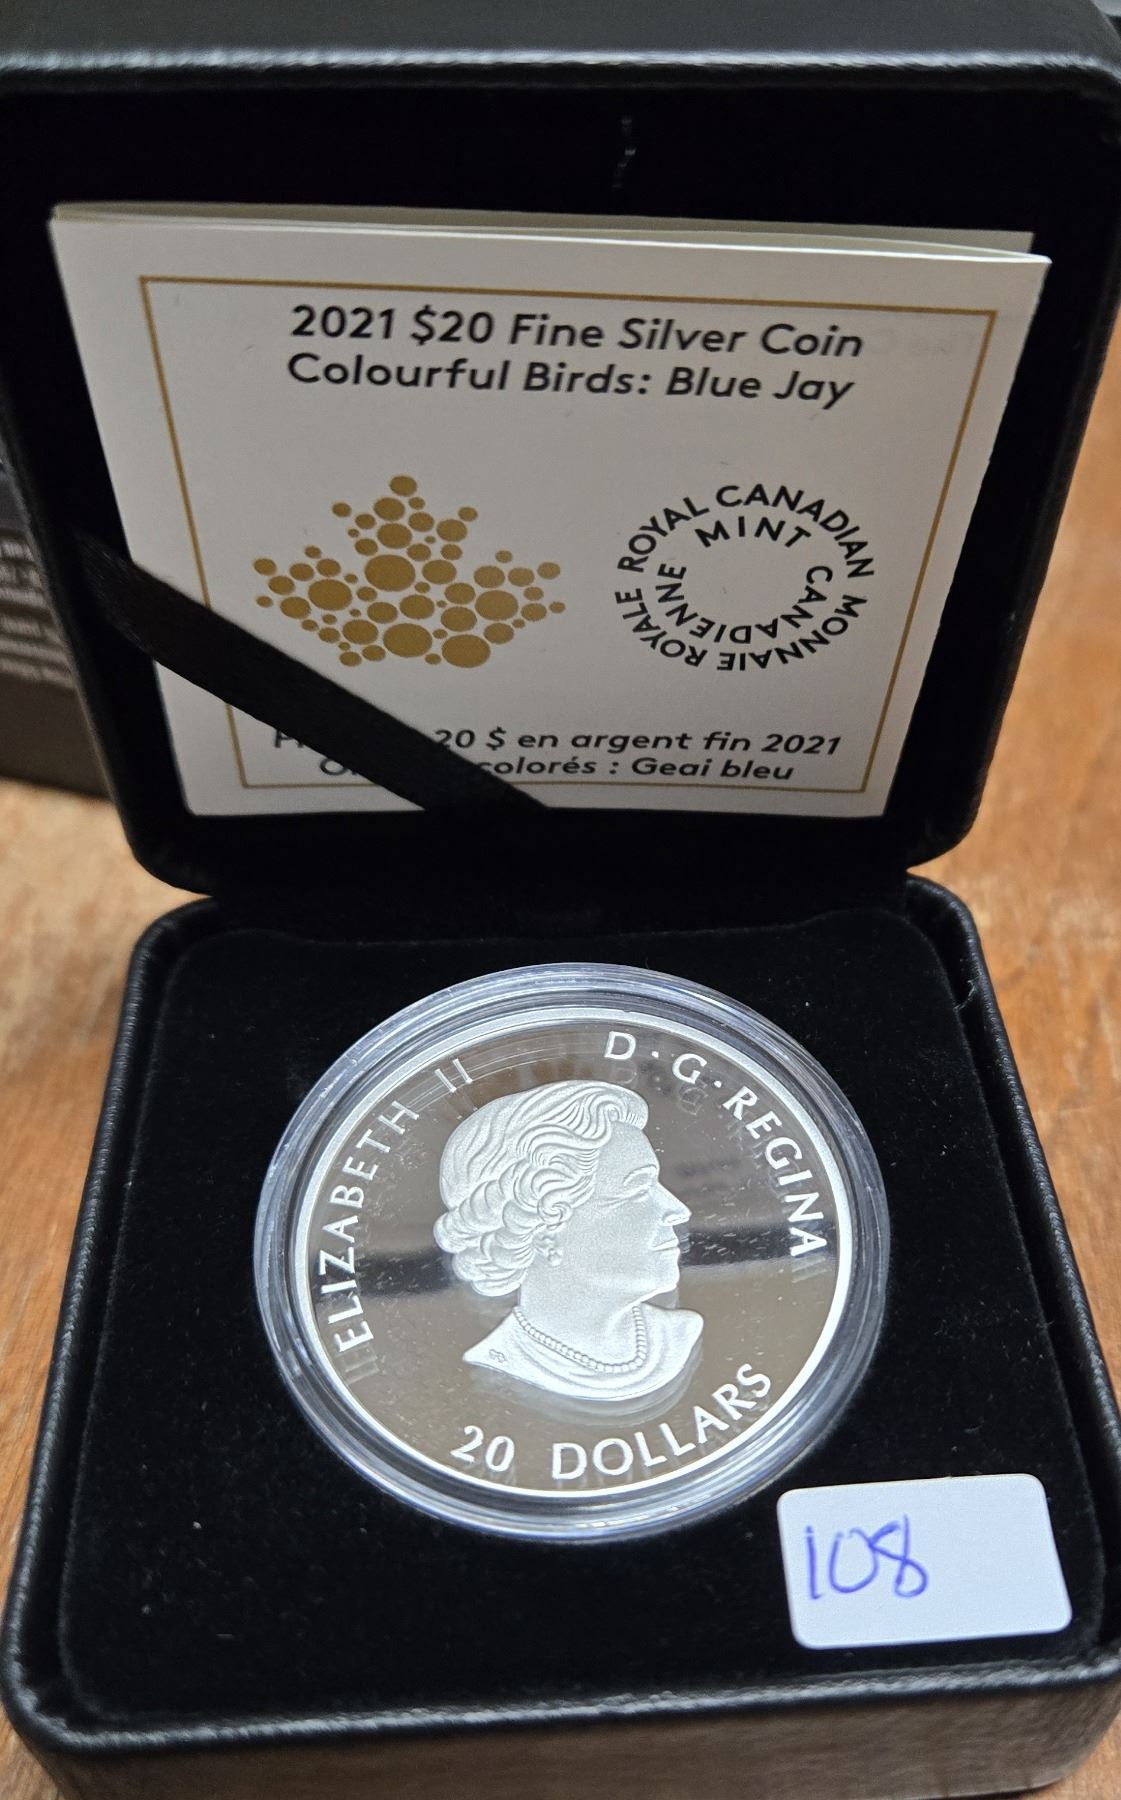 2021 $20 Fine Silver Coin
Colourful Birds: Blue Jay
ROYAL CANADIAN MINT
MONNAIE ROYALE CANADIENNE
20 $ en argent fin 2021
colorés : Geai bleu
ELIZABETH II D·G·REGINA
20 DOLLARS
108